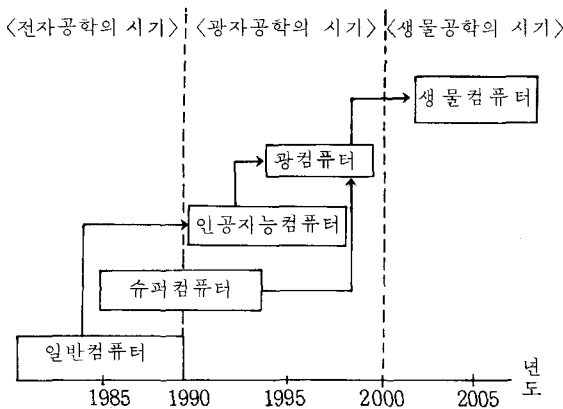 〈전자공학의 시기〉 〈광자공학의 시기〉 〈생물공학의 시기〉
생물컴퓨터
광컴퓨터
인공지능컴퓨터
슈퍼컴퓨터
일반컴퓨터
년도
1985 1990 1995 2000 2005